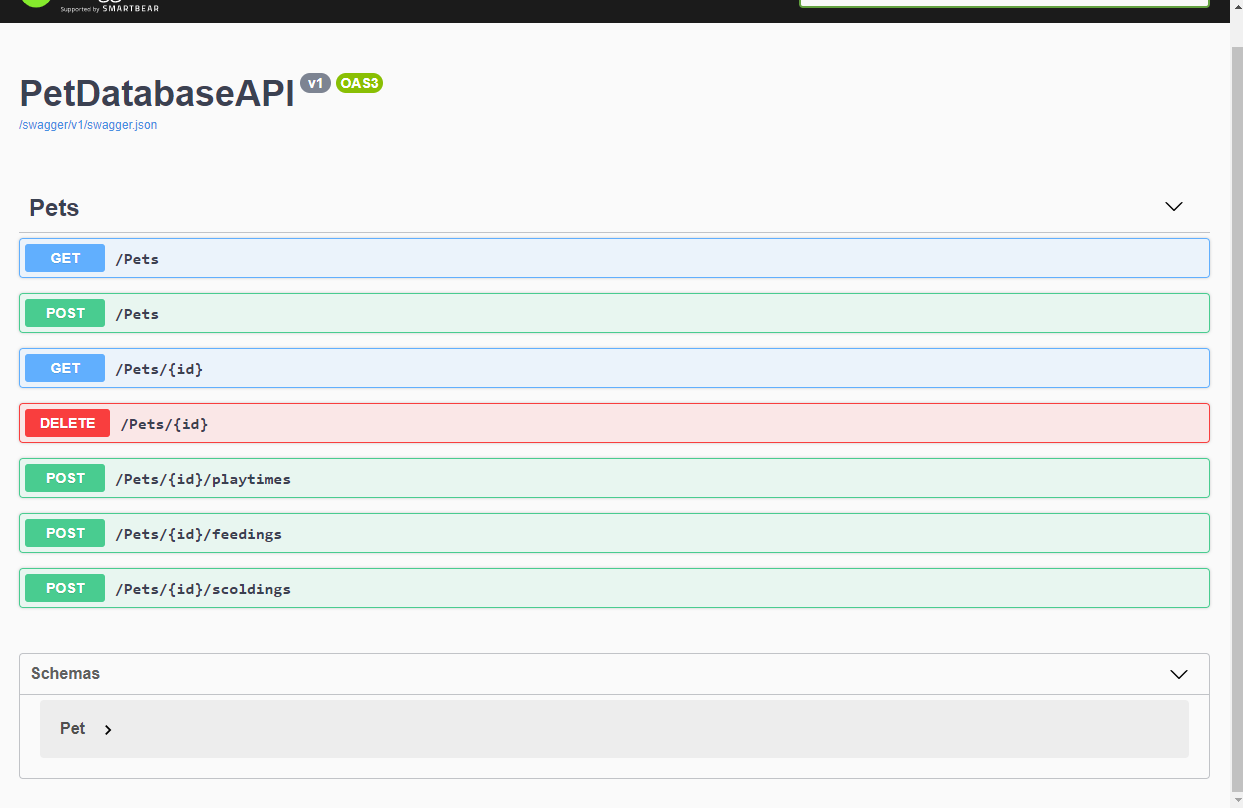 Supported by SMARTBEAR
PetDatabaseAPI v1 OAS3
/swagger/v1/swagger.json
Pets
GET /Pets
POST /Pets
GET /Pets/{id}
DELETE /Pets/{id}
POST /Pets/{id}/playtimes
POST /Pets/{id}/feedings
POST /Pets/{id}/scoldings
Schemas
Pet